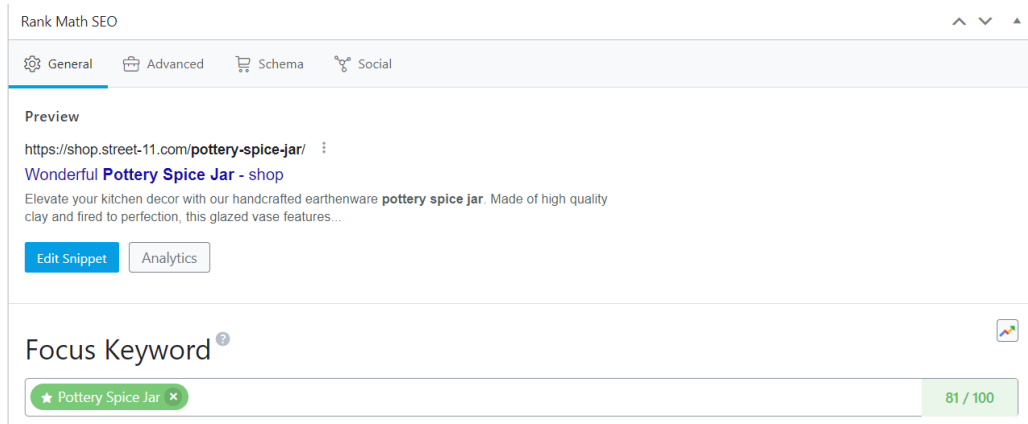 Rank Math SEO
General Advanced Schema Social
Preview
https://shop.street-11.com/pottery-spice-jar/
Wonderful Pottery Spice Jar - shop
Elevate your kitchen decor with our handcrafted earthenware pottery spice jar. Made of high quality
clay and fired to perfection, this glazed vase features...
Edit Snippet Analytics
Focus Keyword ?
Pottery Spice Jar 81 / 100